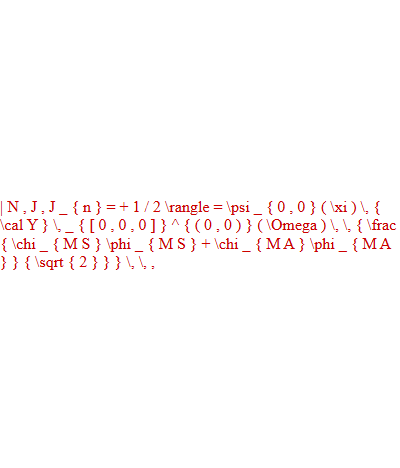 | N , J , J _ { n } = + 1 / 2 \rangle = \psi _ { 0 , 0 } ( \xi ) \, {
\cal Y } \, _ { [ 0 , 0 , 0 ] } ^ { ( 0 , 0 ) } ( \Omega ) \, \, { \frac
{ \chi _ { M S } \phi _ { M S } + \chi _ { M A } \phi _ { M A
} } { \sqrt { 2 } } } \, \, ,